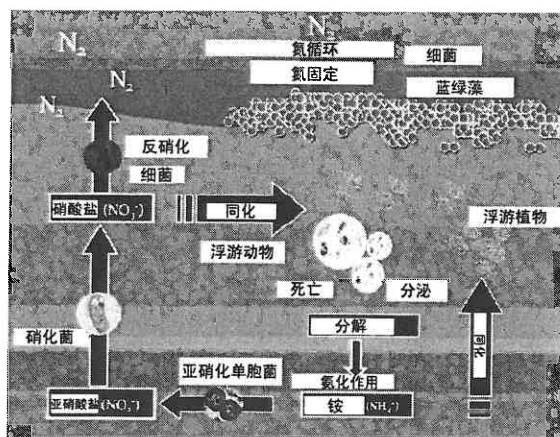 N₂
N₂
N₂
N₂
氮循环
细菌
氮固定
蓝绿藻
反硝化
细菌
硝酸盐(NO₃⁻)
同化
浮游植物
浮游动物
死亡
分泌
硝化菌
分解
同化
亚硝化单胞菌
氨化作用
亚硝酸盐(NO₂⁻)
铵(NH₄⁺)